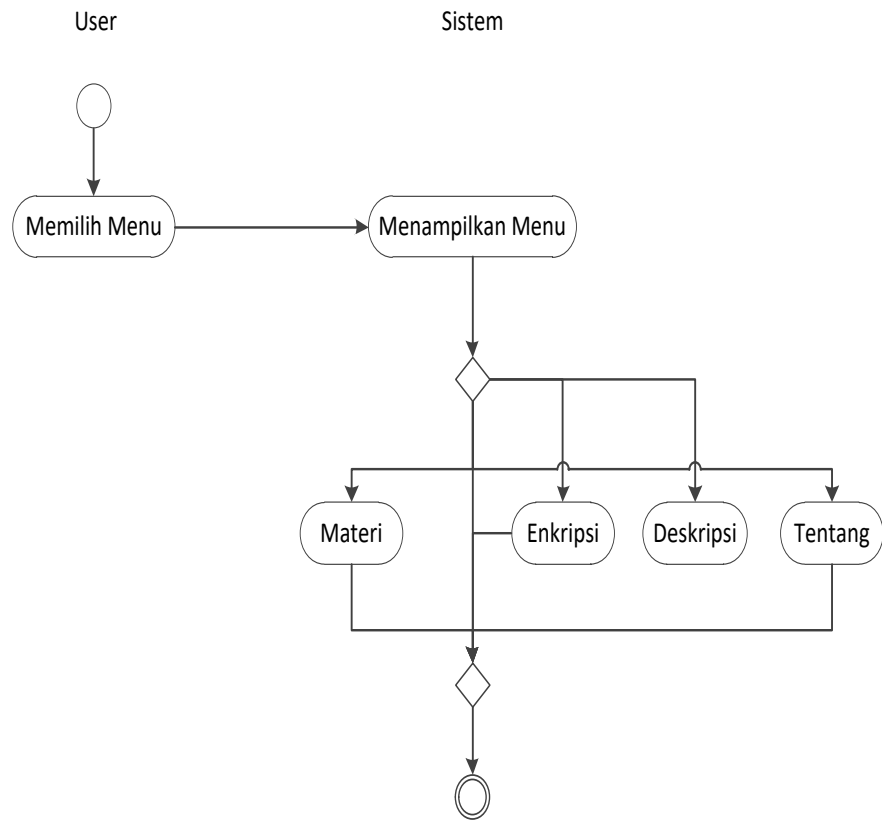 User
Sistem
Memilih Menu
Menampilkan Menu
Materi
Enkripsi
Deskripsi
Tentang